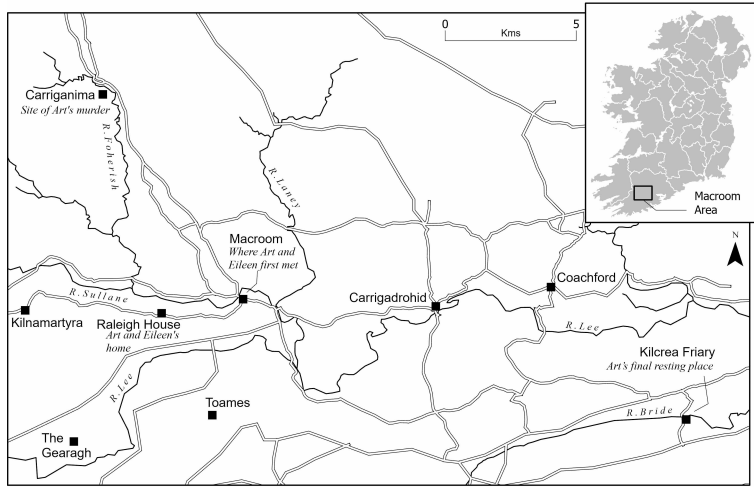 0 5
Kms
Carriganima
Site of Art's murder
R.Foherish
R.Laney
Macroom
Area
N
Macroom
Where Art and
Eileen first met
Coachford
R.Sullane
Carrigadrohid
Kilnamartyra
Raleigh House
Art and Eileen's
home
R.Lee
R.Lee
Kilcrea Friary
Art's final resting place
Toames
R.Bride
The
Gearagh